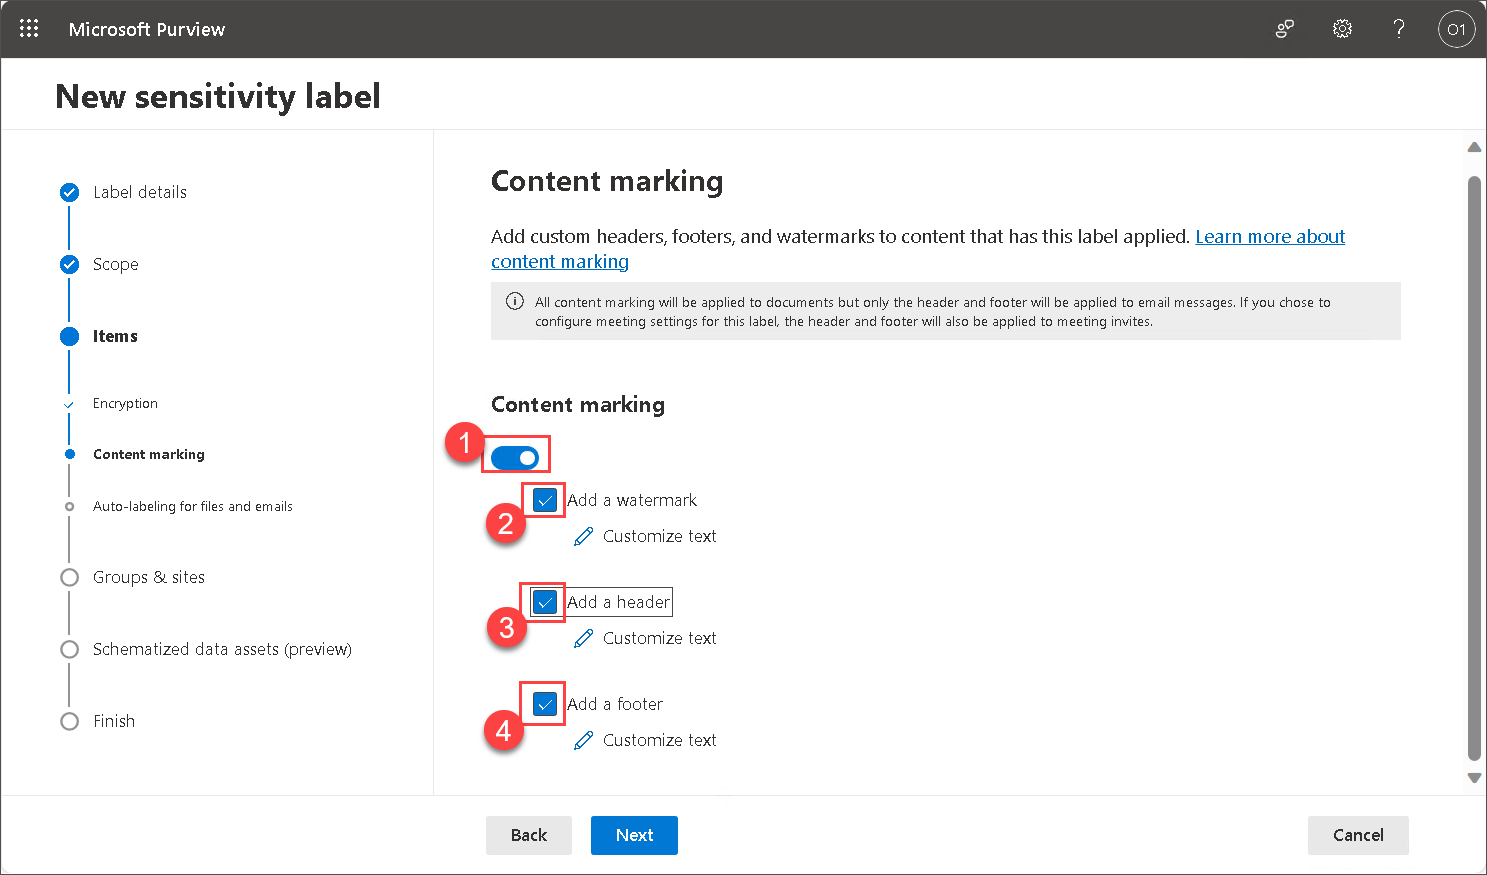 Microsoft Purview
O1
New sensitivity label
Label details
Scope
Items
Encryption
Content marking
Auto-labeling for files and emails
Groups & sites
Schematized data assets (preview)
Finish
Content marking
Add custom headers, footers, and watermarks to content that has this label applied. Learn more about
content marking
All content marking will be applied to documents but only the header and footer will be applied to email messages. If you chose to
configure meeting settings for this label, the header and footer will also be applied to meeting invites.
Content marking
1
2 Add a watermark
Customize text
3 Add a header
Customize text
4 Add a footer
Customize text
Back Next Cancel